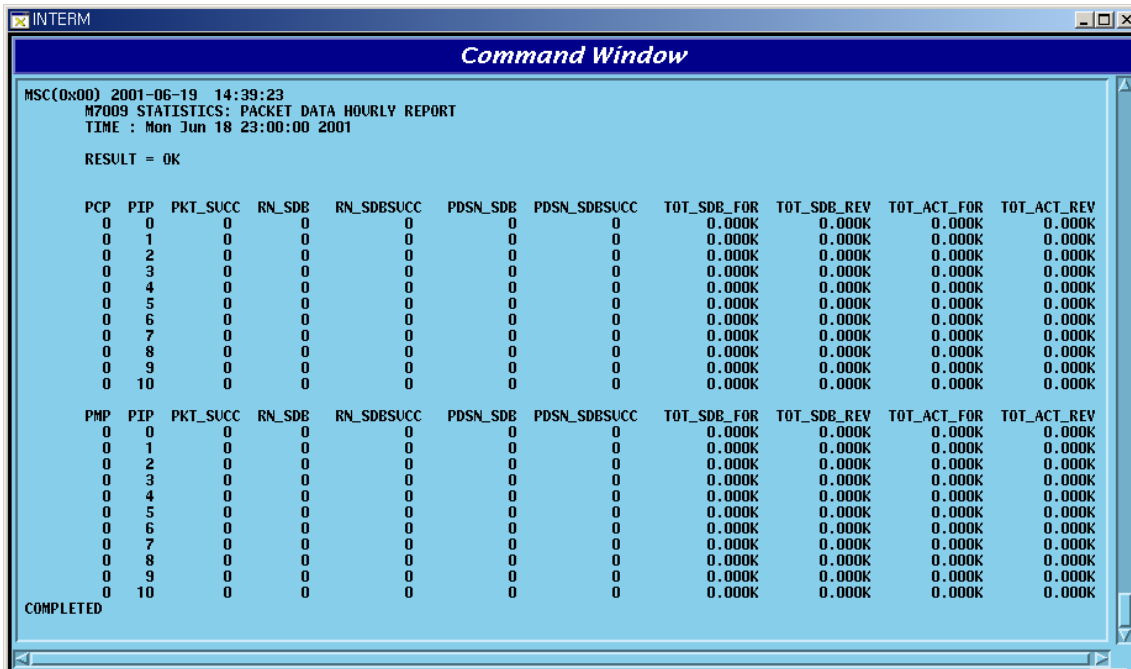 INTERM
Command Window
MSC(0x00) 2001-06-19 14:39:23
M7009 STATISTICS: PACKET DATA HOURLY REPORT
TIME : Mon Jun 18 23:00:00 2001
RESULT = OK
PCP PIP PKT_SUCC RN_SDB RN_SDBSUCC PDSN_SDB PDSN_SDBSUCC TOT_SDB_FOR TOT_SDB_REV TOT_ACT_FOR TOT_ACT_REV
0 0 0 0 0 0 0 0.000K 0.000K 0.000K 0.000K
0 1 0 0 0 0 0 0.000K 0.000K 0.000K 0.000K
0 2 0 0 0 0 0 0.000K 0.000K 0.000K 0.000K
0 3 0 0 0 0 0 0.000K 0.000K 0.000K 0.000K
0 4 0 0 0 0 0 0.000K 0.000K 0.000K 0.000K
0 5 0 0 0 0 0 0.000K 0.000K 0.000K 0.000K
0 6 0 0 0 0 0 0.000K 0.000K 0.000K 0.000K
0 7 0 0 0 0 0 0.000K 0.000K 0.000K 0.000K
0 8 0 0 0 0 0 0.000K 0.000K 0.000K 0.000K
0 9 0 0 0 0 0 0.000K 0.000K 0.000K 0.000K
0 10 0 0 0 0 0 0.000K 0.000K 0.000K 0.000K
PMP PIP PKT_SUCC RN_SDB RN_SDBSUCC PDSN_SDB PDSN_SDBSUCC TOT_SDB_FOR TOT_SDB_REV TOT_ACT_FOR TOT_ACT_REV
0 0 0 0 0 0 0 0.000K 0.000K 0.000K 0.000K
0 1 0 0 0 0 0 0.000K 0.000K 0.000K 0.000K
0 2 0 0 0 0 0 0.000K 0.000K 0.000K 0.000K
0 3 0 0 0 0 0 0.000K 0.000K 0.000K 0.000K
0 4 0 0 0 0 0 0.000K 0.000K 0.000K 0.000K
0 5 0 0 0 0 0 0.000K 0.000K 0.000K 0.000K
0 6 0 0 0 0 0 0.000K 0.000K 0.000K 0.000K
0 7 0 0 0 0 0 0.000K 0.000K 0.000K 0.000K
0 8 0 0 0 0 0 0.000K 0.000K 0.000K 0.000K
0 9 0 0 0 0 0 0.000K 0.000K 0.000K 0.000K
0 10 0 0 0 0 0 0.000K 0.000K 0.000K 0.000K
COMPLETED